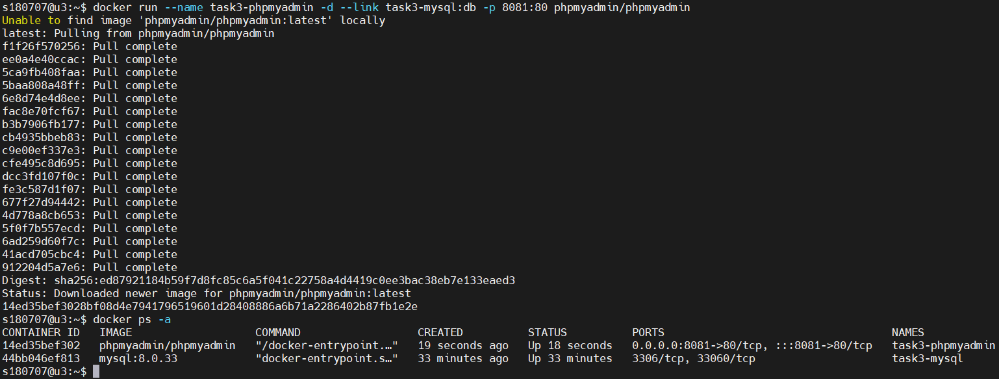 s180707@u3:~$ docker run --name task3-phpmyadmin -d --link task3-mysql:db -p 8081:80 phpmyadmin/phpmyadmin
Unable to find image 'phpmyadmin/phpmyadmin:latest' locally
latest: Pulling from phpmyadmin/phpmyadmin
f1f26f570256: Pull complete
ee0a4e40ccac: Pull complete
5ca9fb408faa: Pull complete
5baa808a48ff: Pull complete
6e8d74e4d8ee: Pull complete
fac8e70fcf67: Pull complete
b3b7906fb177: Pull complete
cb4935bbeb83: Pull complete
c9e00ef337e3: Pull complete
cfe495c8d695: Pull complete
dcc3fd107f0c: Pull complete
fe3c587d1f07: Pull complete
677f27d94442: Pull complete
4d778a8cb653: Pull complete
5f0f7b557ecd: Pull complete
6ad259d60f7c: Pull complete
41acd705cbc4: Pull complete
912204d5a7e6: Pull complete
Digest: sha256:ed87921184b59f7d8fc85c6a5f041c22758a4d4419c0ee3bac38eb7e133eaed3
Status: Downloaded newer image for phpmyadmin/phpmyadmin:latest
14ed35bef3028bf08d4e7941796519601d28408886a6b71a2286402b87fb1e2e
s180707@u3:~$ docker ps -a
CONTAINER ID   IMAGE                   COMMAND                  CREATED          STATUS          PORTS                                   NAMES
14ed35bef302   phpmyadmin/phpmyadmin   "/docker-entrypoint.…"   19 seconds ago   Up 18 seconds   0.0.0.0:8081->80/tcp, :::8081->80/tcp   task3-phpmyadmin
44bb046ef813   mysql:8.0.33            "docker-entrypoint.s…"   33 minutes ago   Up 33 minutes   3306/tcp, 33060/tcp                     task3-mysql
s180707@u3:~$